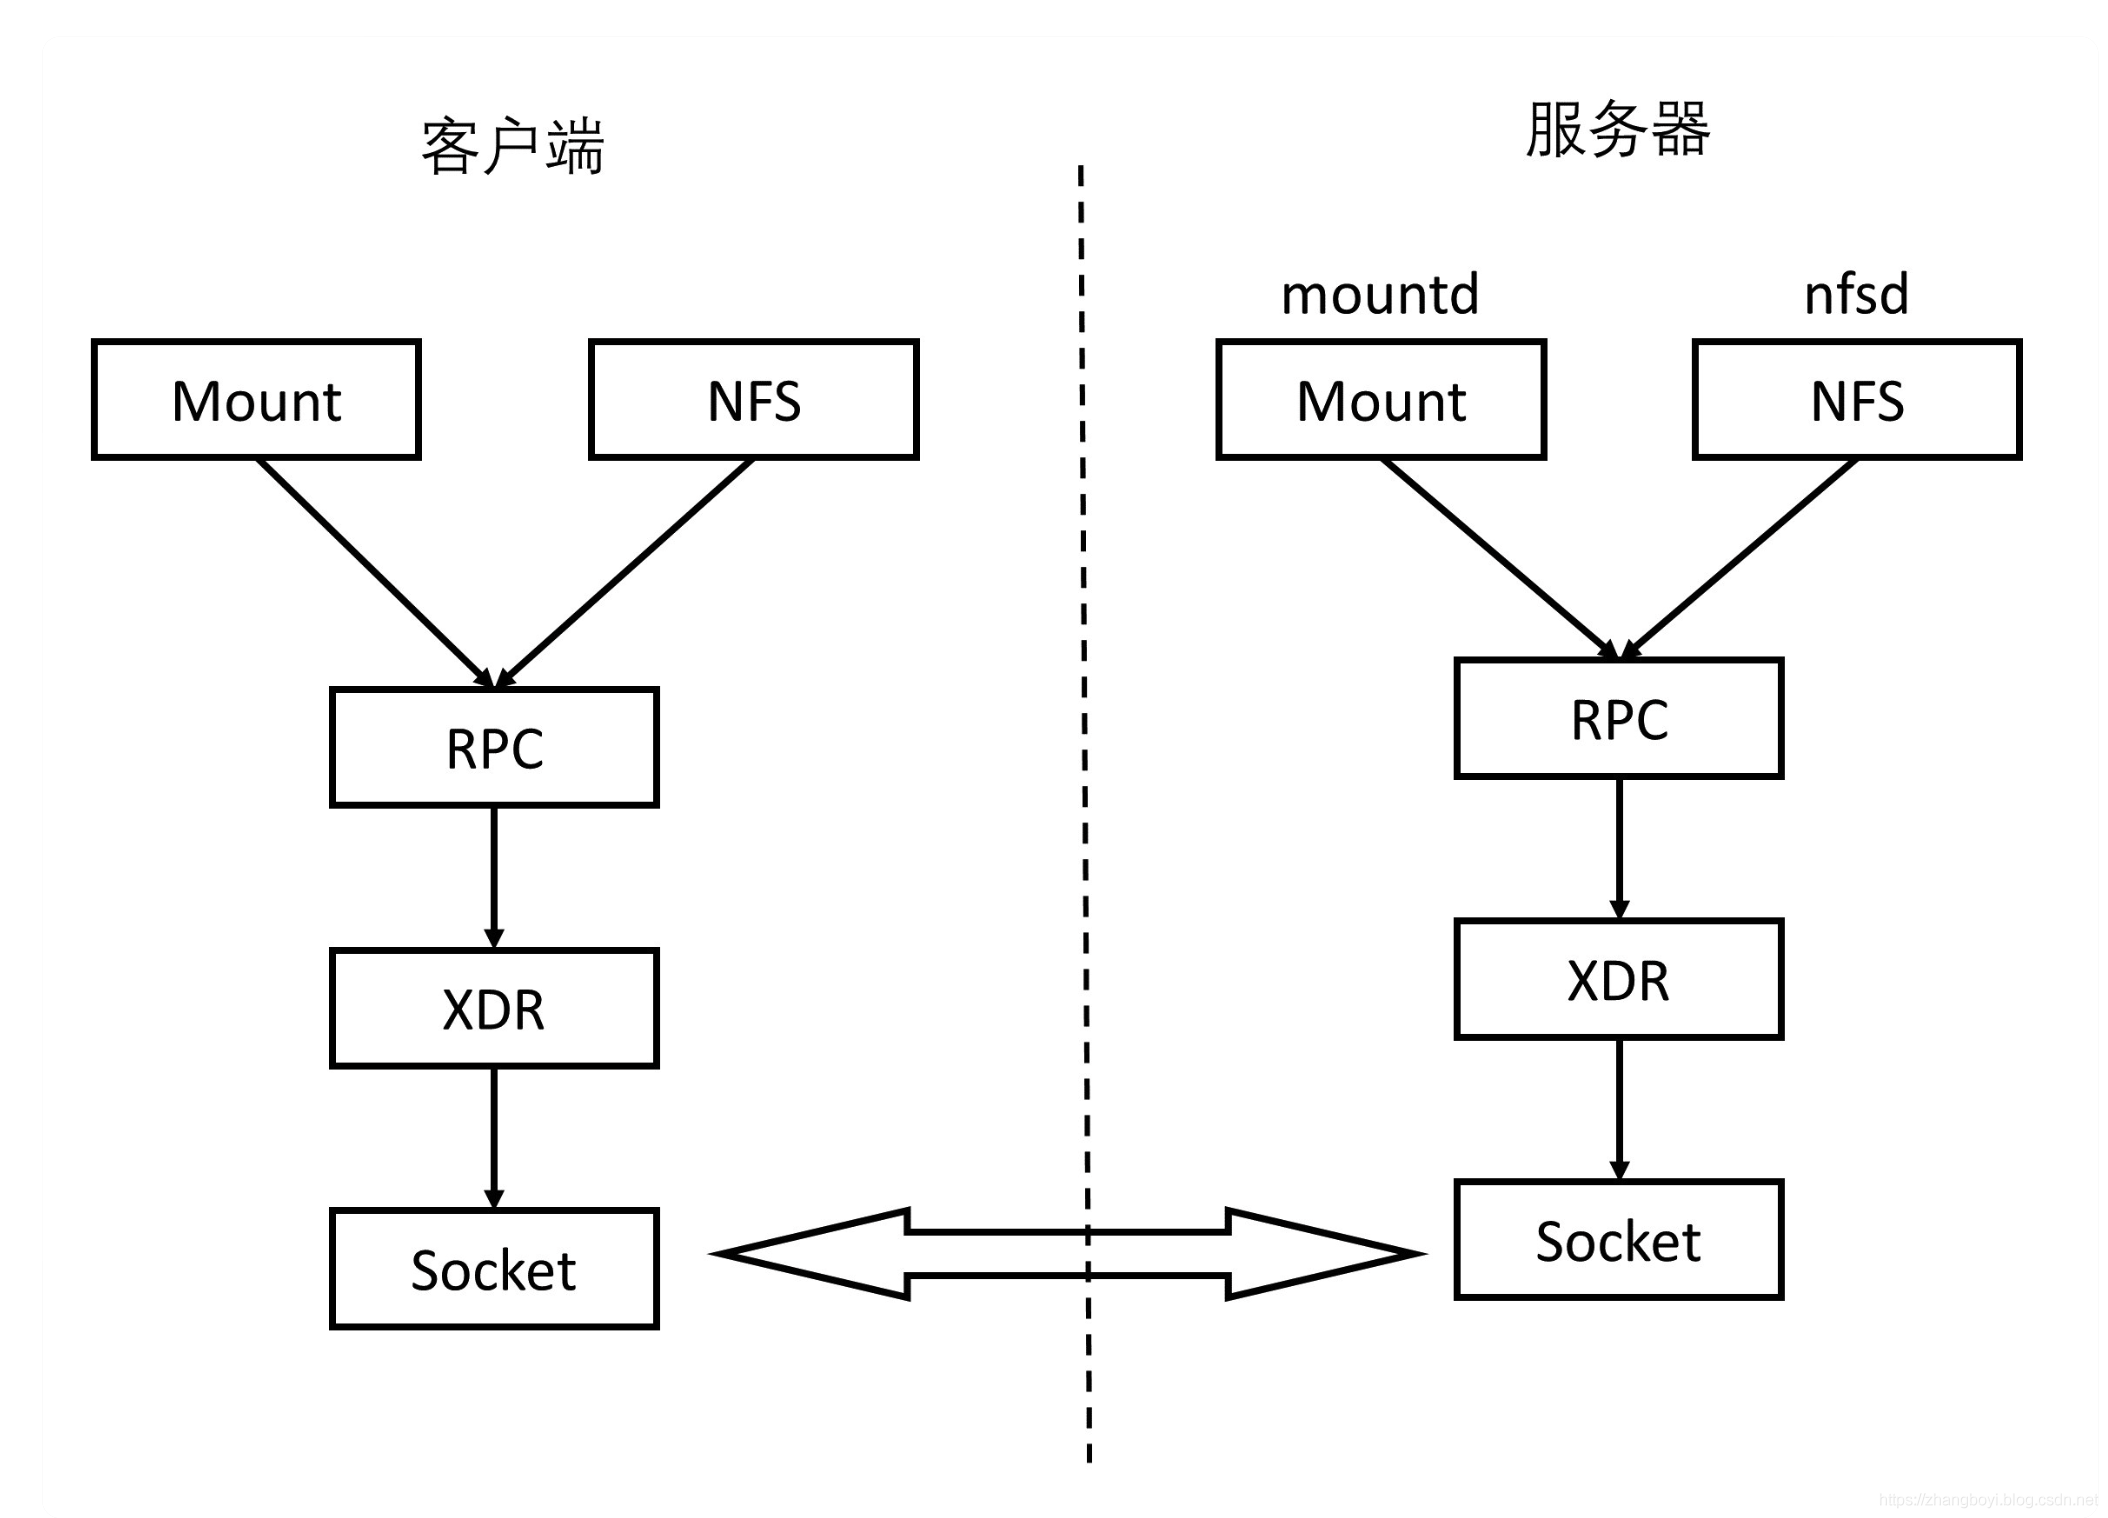 客户端
Mount
NFS
RPC
XDR
Socket
服务器
mountd
nfsd
Mount
NFS
RPC
XDR
Socket
https://zhangboyi.blog.csdn.net